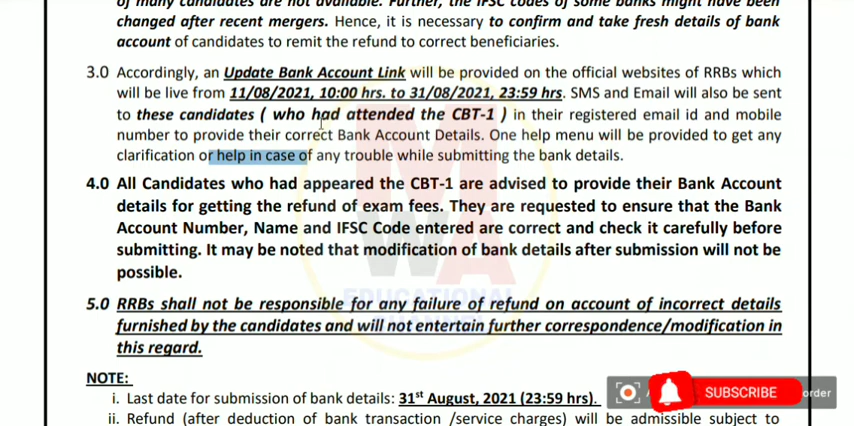 of many candidates are not available. Further, the IFSC codes of some banks might have been
changed after recent mergers. Hence, it is necessary to confirm and take fresh details of bank
account of candidates to remit the refund to correct beneficiaries.
3.0 Accordingly, an Update Bank Account Link will be provided on the official websites of RRBs which
will be live from 11/08/2021, 10:00 hrs. to 31/08/2021, 23:59 hrs. SMS and Email will also be sent
to these candidates ( who had attended the CBT-1 ) in their registered email id and mobile
number to provide their correct Bank Account Details. One help menu will be provided to get any
clarification or help in case of any trouble while submitting the bank details.
4.0 All Candidates who had appeared the CBT-1 are advised to provide their Bank Account
details for getting the refund of exam fees. They are requested to ensure that the Bank
Account Number, Name and IFSC Code entered are correct and check it carefully before
submitting. It may be noted that modification of bank details after submission will not be
possible.
WA
EDUCATIONAL
CHANNEL
5.0 RRBs shall not be responsible for any failure of refund on account of incorrect details
furnished by the candidates and will not entertain further correspondence/modification in
this regard.
NOTE:
i. Last date for submission of bank details: 31st August, 2021 (23:59 hrs).
SUBSCRIBE
order
ii. Refund (after deduction of bank transaction /service charges) will be admissible subject to